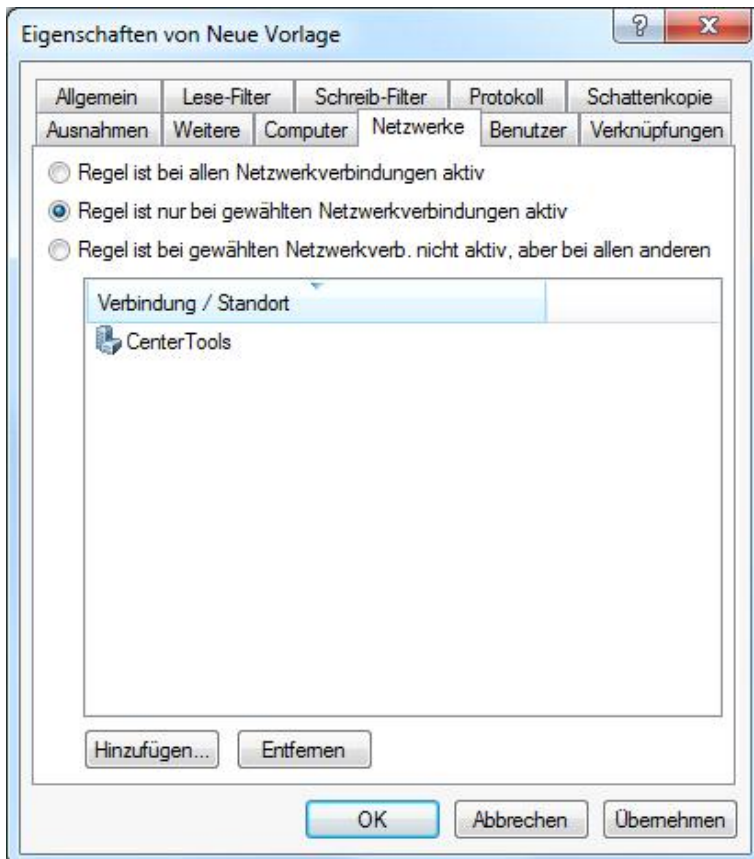 Eigenschaften von Neue Vorlage
Allgemein Lese-Filter Schreib-Filter Protokoll Schattenkopie
Ausnahmen Weitere Computer Netzwerke Benutzer Verknüpfungen
Regel ist bei allen Netzwerkverbindungen aktiv
Regel ist nur bei gewählten Netzwerkverbindungen aktiv
Regel ist bei gewählten Netzwerkverb. nicht aktiv, aber bei allen anderen
Verbindung / Standort
CenterTools
Hinzufügen... Entfernen
OK Abbrechen Übernehmen